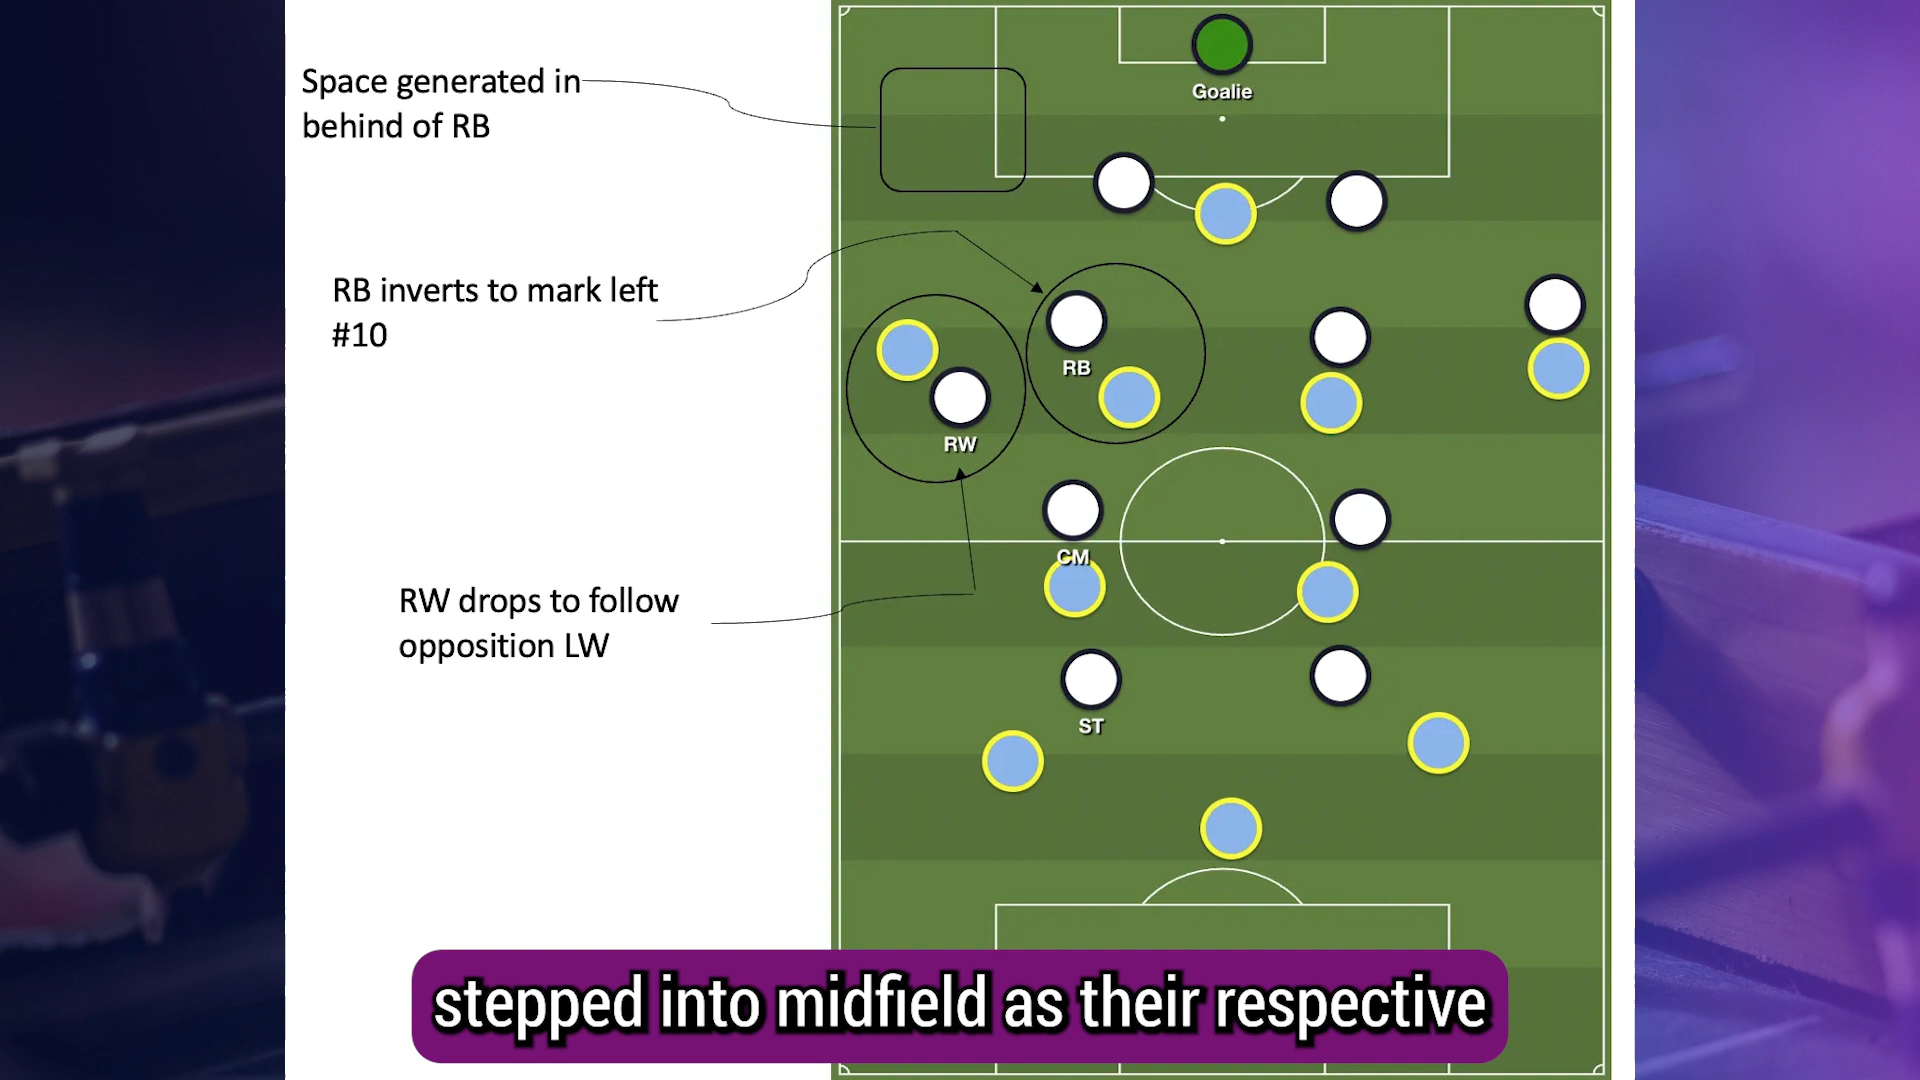 Space generated in
behind of RB
Goalie
RB inverts to mark left
#10
RB
RW
CM
RW drops to follow
opposition LW
ST
stepped into midfield as their respective